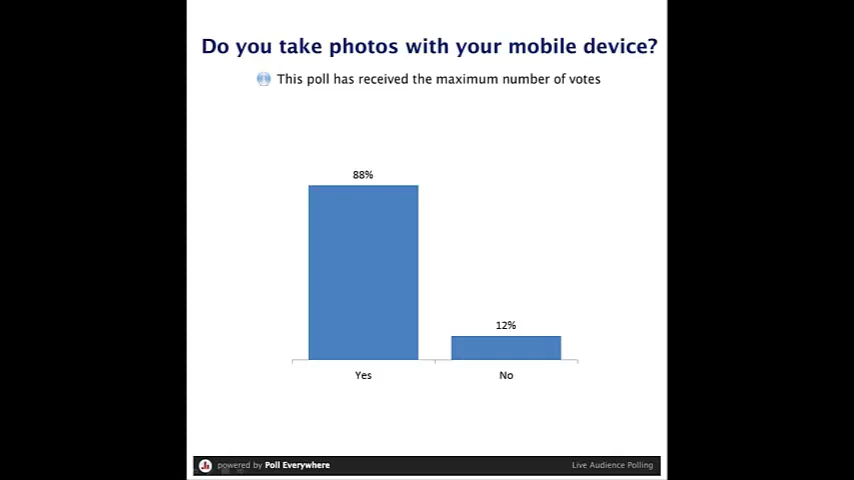 Do you take photos with your mobile device?
This poll has received the maximum number of votes
88%
12%
Yes No
powered by Poll Everywhere Live Audience Polling